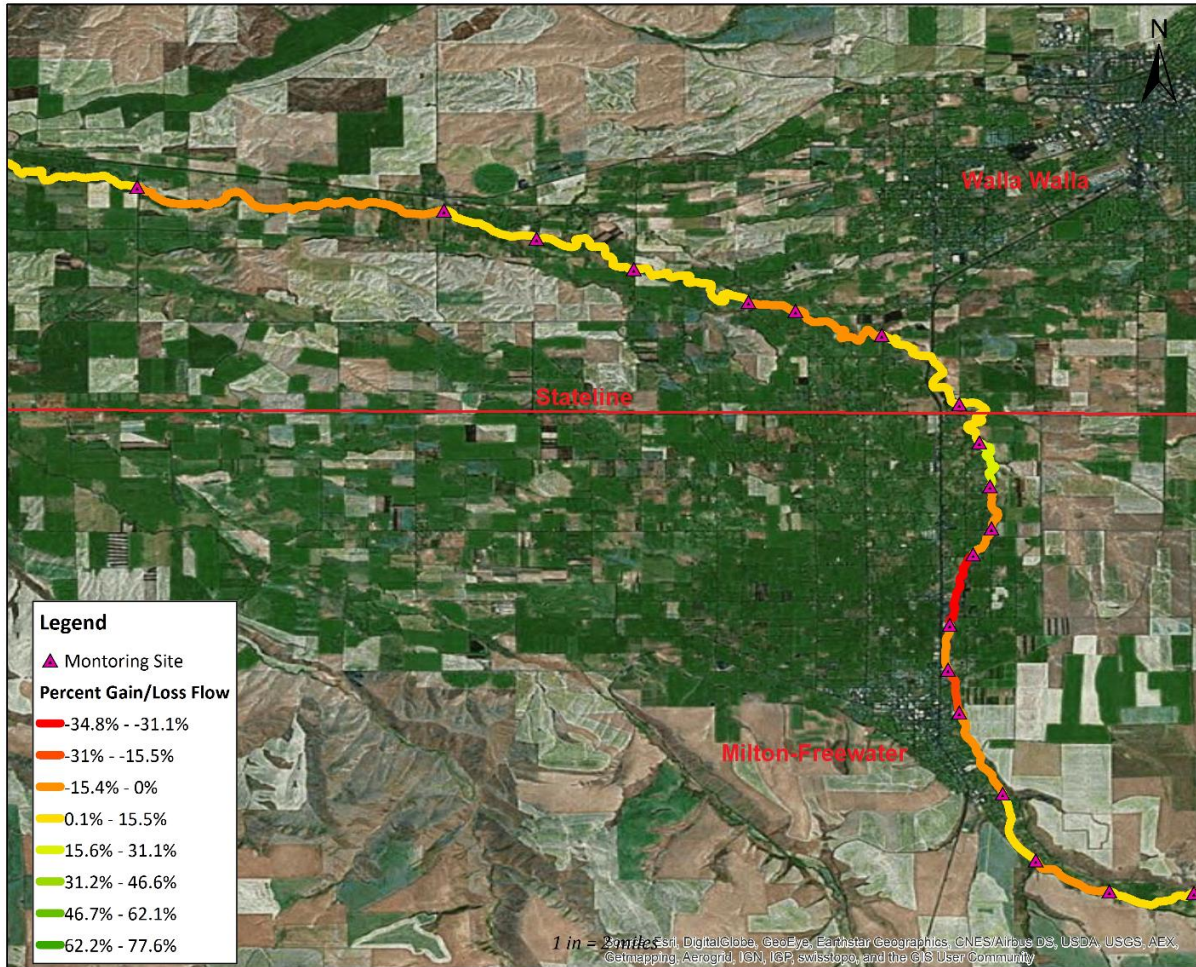 N
Walla Walla
Stateline
Milton-Freewater
Legend
Montoring Site
Percent Gain/Loss Flow
-34.8% - -31.1%
-31% - -15.5%
-15.4% - 0%
0.1% - 15.5%
15.6% - 31.1%
31.2% - 46.6%
46.7% - 62.1%
62.2% - 77.6%
1 in = 2 miles
Esri, DigitalGlobe, GeoEye, Earthstar Geographics, CNES/Airbus DS, USDA, USGS, AEX,
Getmapping, Aerogrid, IGN, IGP, swisstopo, and the GIS User Community